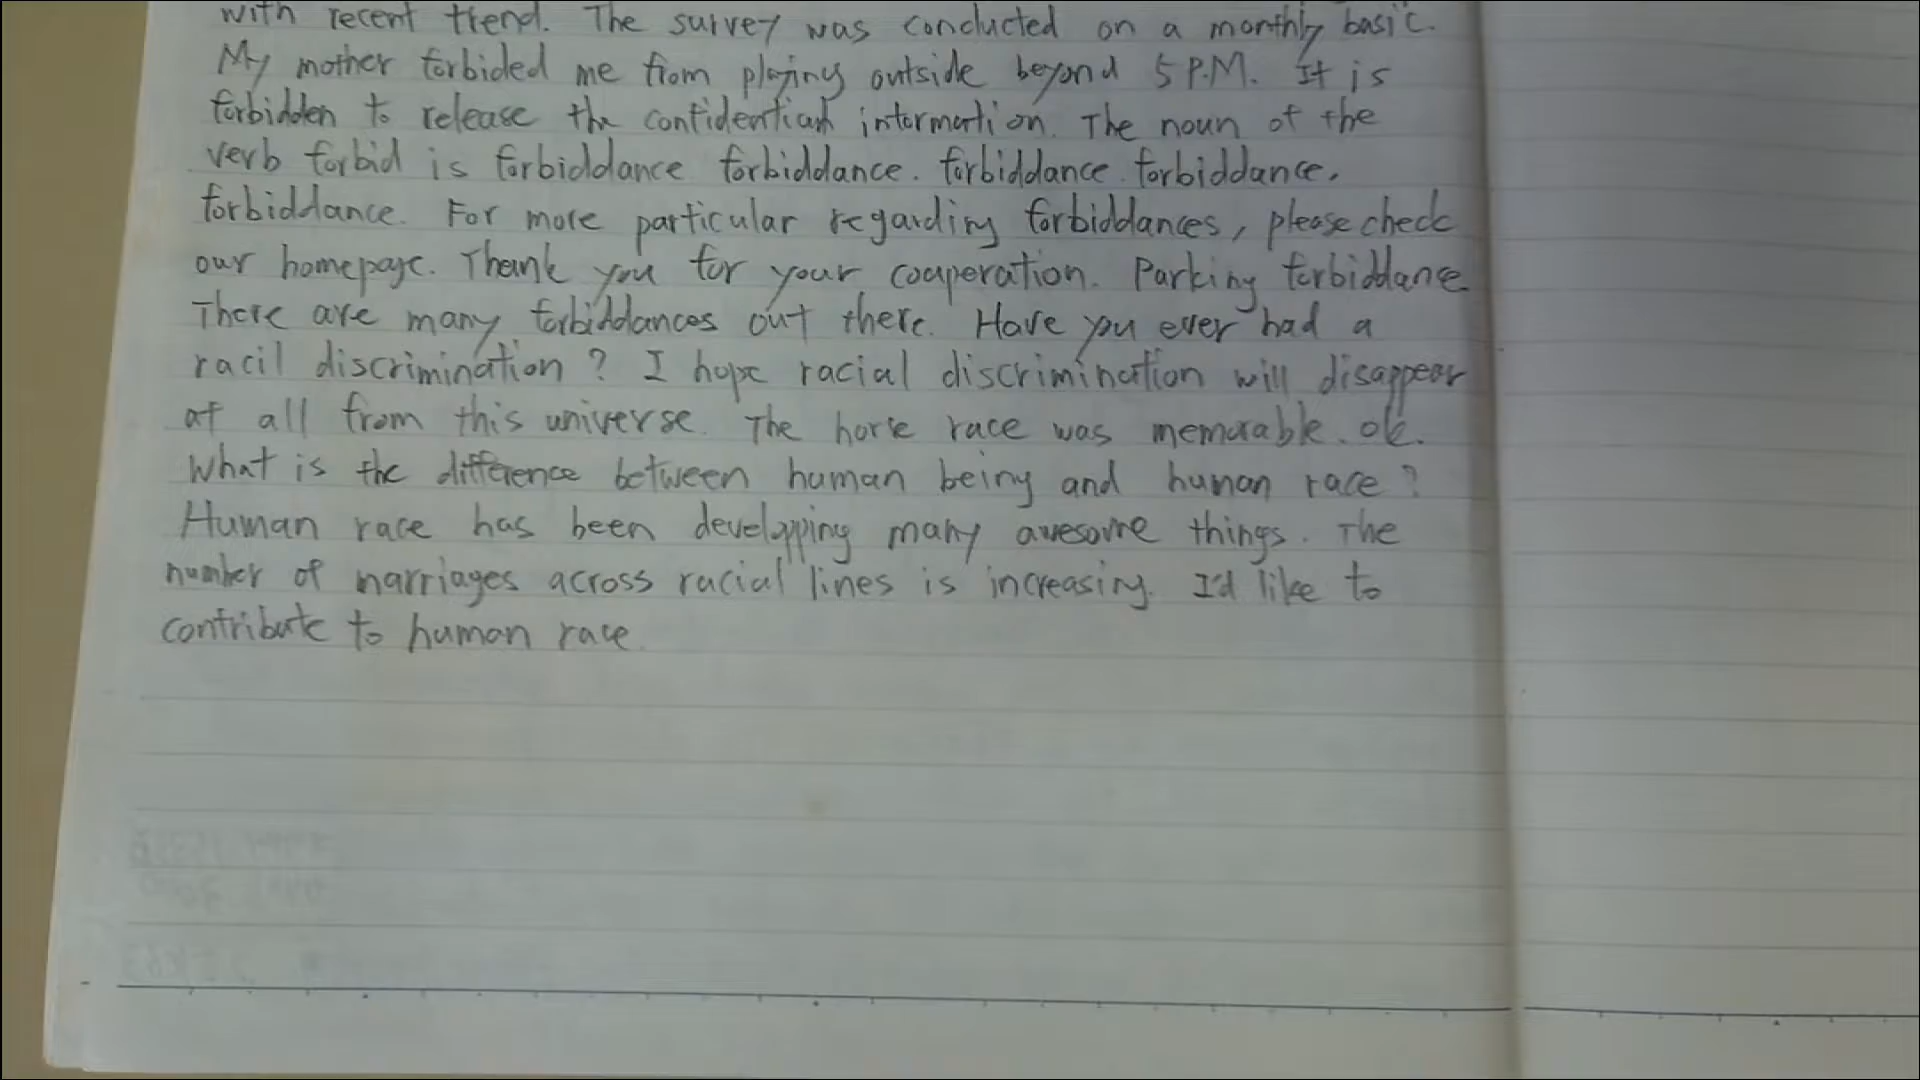 with recent trend. The survey was conducted on a monthly basic.
My mother forbided me from playing outside beyond 5 P.M. It is
forbidden to release the confidential information. The noun of the
verb forbid is forbiddance forbiddance. forbiddance. forbiddance.
forbiddance. For more particular regarding forbiddances, please check
our homepage. Thank you for your couperation. Parking forbiddance
There are many forbiddances out there. Have you ever had a
racil discrimination? I hope racial discrimination will disappear
at all from this universe. The horse race was memorable. ok.
What is the difference between human being and human race?
Human race has been developping many awesome things. The
number of marriages across racial lines is increasing. I'd like to
contribute to human race.